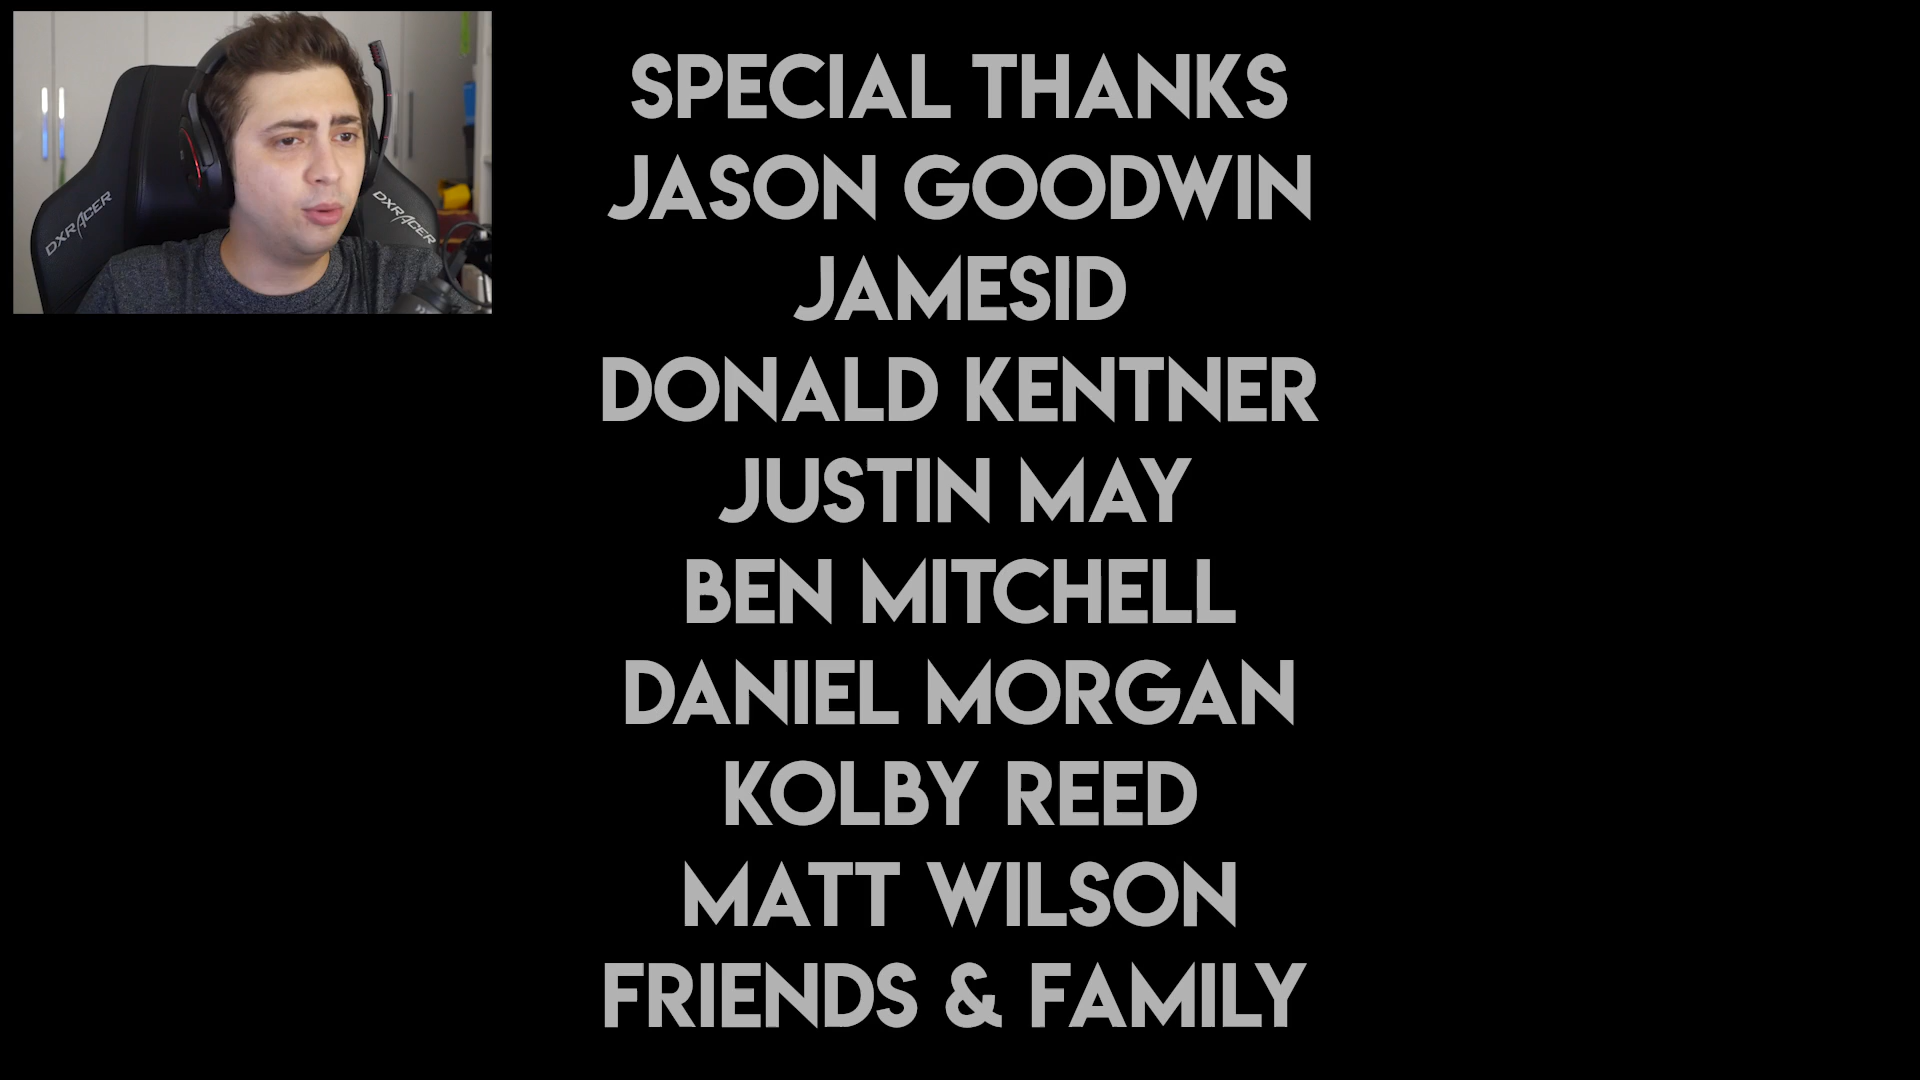 SPECIAL THANKS
JASON GOODWIN
JAMESID
DONALD KENTNER
JUSTIN MAY
BEN MITCHELL
DANIEL MORGAN
KOLBY REED
MATT WILSON
FRIENDS & FAMILY
DXRACER
DXRACER